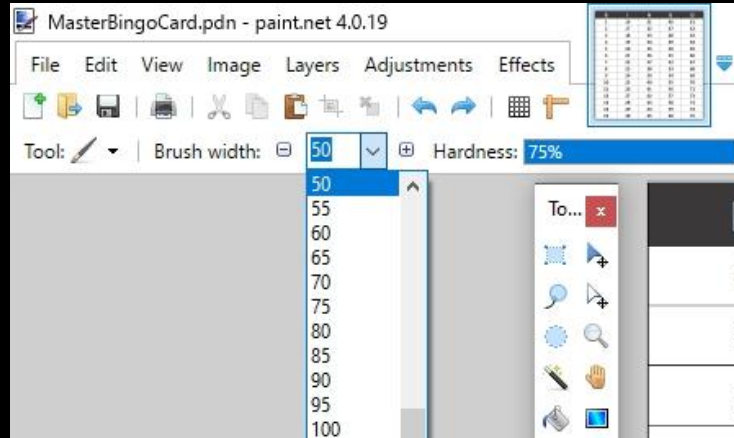 MasterBingoCard.pdn - paint.net 4.0.19
File Edit View Image Layers Adjustments Effects
Tool: Brush width: 50 Hardness: 75%
50
55
60
65
70
75
80
85
90
95
100
To...